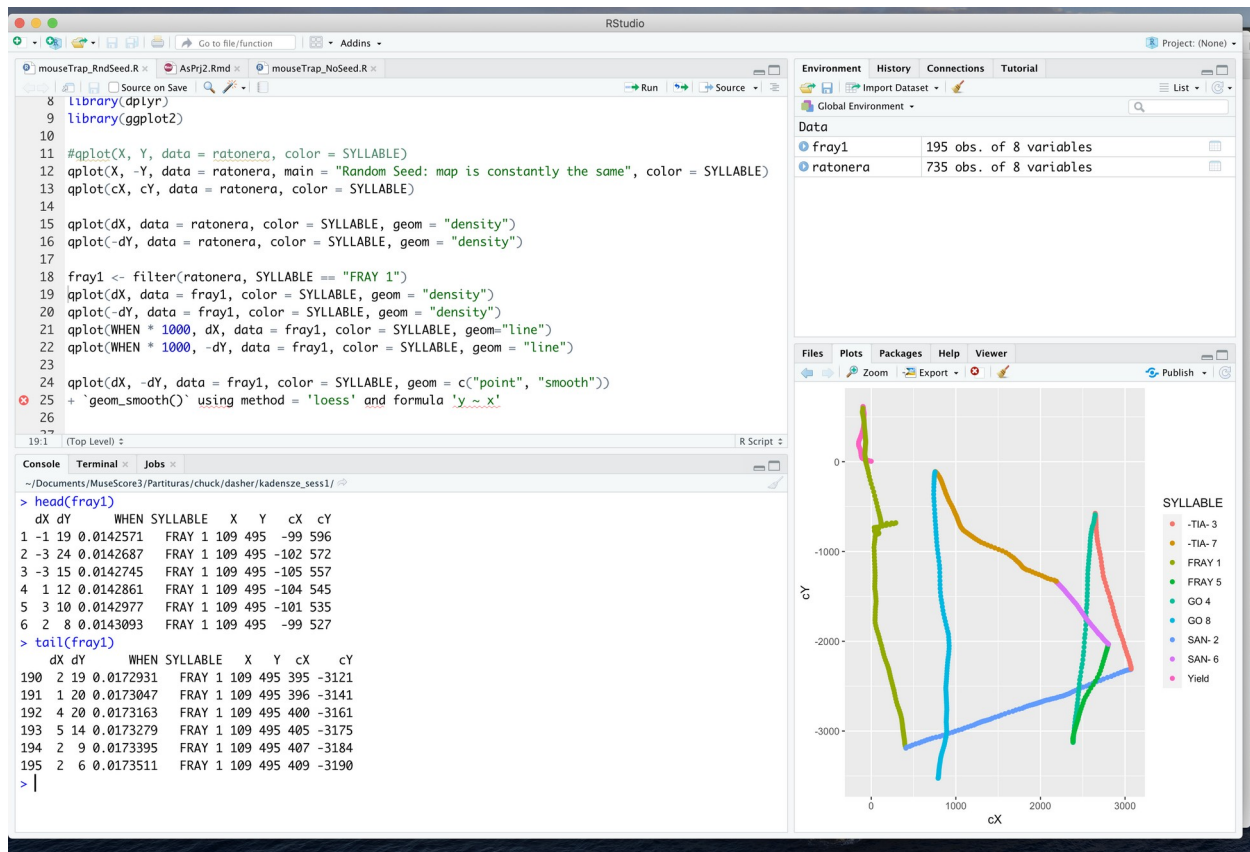 RStudio
Go to file/function
Addins
Project: (None)
mouseTrap_RndSeed.R
AsPrj2.Rmd
mouseTrap_NoSeed.R
Source on Save
Run
Source
8 library(dplyr)
9 library(ggplot2)
10
11 #qplot(X, Y, data = ratonera, color = SYLLABLE)
12 qplot(X, -Y, data = ratonera, main = "Random Seed: map is constantly the same", color = SYLLABLE)
13 qplot(cX, cY, data = ratonera, color = SYLLABLE)
14
15 qplot(dX, data = ratonera, color = SYLLABLE, geom = "density")
16 qplot(-dY, data = ratonera, color = SYLLABLE, geom = "density")
17
18 fray1 <- filter(ratonera, SYLLABLE == "FRAY 1")
19 qplot(dX, data = fray1, color = SYLLABLE, geom = "density")
20 qplot(-dY, data = fray1, color = SYLLABLE, geom = "density")
21 qplot(WHEN * 1000, dX, data = fray1, color = SYLLABLE, geom="line")
22 qplot(WHEN * 1000, -dY, data = fray1, color = SYLLABLE, geom = "line")
23
24 qplot(dX, -dY, data = fray1, color = SYLLABLE, geom = c("point", "smooth"))
25 + `geom_smooth()` using method = 'loess' and formula 'y ~ x'
26
27
19:1 (Top Level) R Script
Console Terminal Jobs
~/Documents/MuseScore3/Partituras/chuck/dasher/kadensze_sess1/
> head(fray1)
dX dY WHEN SYLLABLE X Y cX cY
1 -1 19 0.0142571 FRAY 1 109 495 -99 596
2 -3 24 0.0142687 FRAY 1 109 495 -102 572
3 -3 15 0.0142745 FRAY 1 109 495 -105 557
4 1 12 0.0142861 FRAY 1 109 495 -104 545
5 3 10 0.0142977 FRAY 1 109 495 -101 535
6 2 8 0.0143093 FRAY 1 109 495 -99 527
> tail(fray1)
dX dY WHEN SYLLABLE X Y cX cY
190 2 19 0.0172931 FRAY 1 109 495 395 -3121
191 1 20 0.0173047 FRAY 1 109 495 396 -3141
192 4 20 0.0173163 FRAY 1 109 495 400 -3161
193 5 14 0.0173279 FRAY 1 109 495 405 -3175
194 2 9 0.0173395 FRAY 1 109 495 407 -3184
195 2 6 0.0173511 FRAY 1 109 495 409 -3190
>
Environment History Connections Tutorial
Import Dataset
List
Global Environment
Data
fray1 195 obs. of 8 variables
ratonera 735 obs. of 8 variables
Files Plots Packages Help Viewer
Zoom Export Publish
0
-1000
-2000
-3000
cY
0 1000 2000 3000
cX
SYLLABLE
-TIA- 3
-TIA- 7
FRAY 1
FRAY 5
GO 4
GO 8
SAN- 2
SAN- 6
Yield